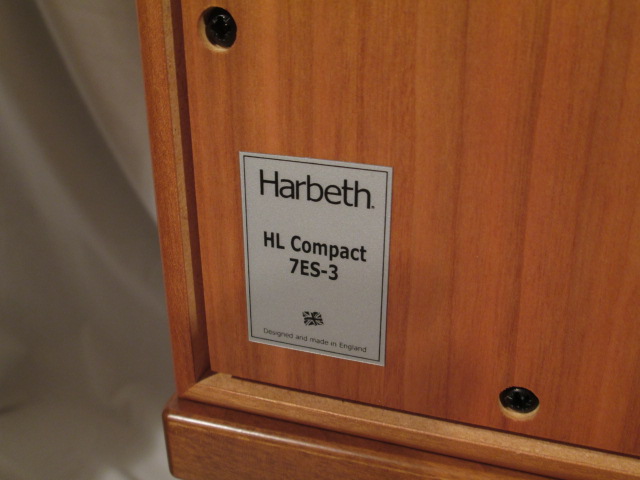 Harbeth.
HL Compact
7ES-3
Designed and made in England